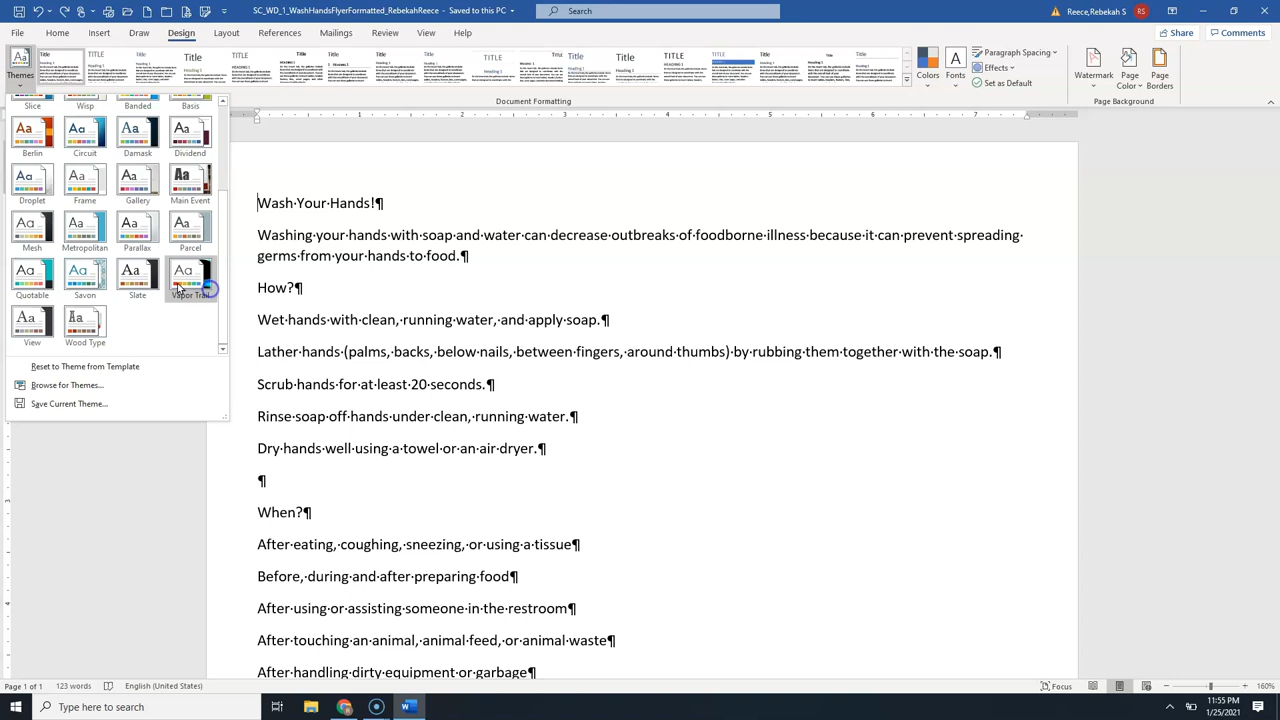 SC_WD_1_WashHandsFlyerFormatted_RebekahReece - Saved to this PC
Search
Reece,Rebekah S
RS
File Home Insert Draw Design Layout References Mailings Review View Help
Share Comments
Colors Fonts
Paragraph Spacing
Effects
Set as Default
Watermark
Page Color
Page Borders
Document Formatting
Page Background
Slice Wisp Banded Basis
Berlin Circuit Damask Dividend
Droplet Frame Gallery Main Event
Mesh Metropolitan Parallax Parcel
Quotable Savon Slate Vapor Trail
View Wood Type
Reset to Theme from Template
Browse for Themes...
Save Current Theme...
1 2 3 4 5 6 7
Wash·Your·Hands!¶
Washing·your·hands·with·soap·and·water·can·decrease·outbreaks·of·foodborne·illness·because·it·can·prevent·spreading·
germs·from·your·hands·to·food.¶
How?¶
Wet·hands·with·clean,·running·water,·and·apply·soap.¶
Lather·hands·(palms,·backs,·below·nails,·between·fingers,·around·thumbs)·by·rubbing·them·together·with·the·soap.¶
Scrub·hands·for·at·least·20·seconds.¶
Rinse·soap·off·hands·under·clean,·running·water.¶
Dry·hands·well·using·a·towel·or·an·air·dryer.¶
¶
When?¶
After·eating,·coughing,·sneezing,·or·using·a·tissue¶
Before,·during·and·after·preparing·food¶
After·using·or·assisting·someone·in·the·restroom¶
After·touching·an·animal,·animal·feed,·or·animal·waste¶
After·handling·dirty·equipment·or·garbage¶
Page 1 of 1 123 words English (United States) Focus 160%
Type here to search
11:55 PM
1/25/2021